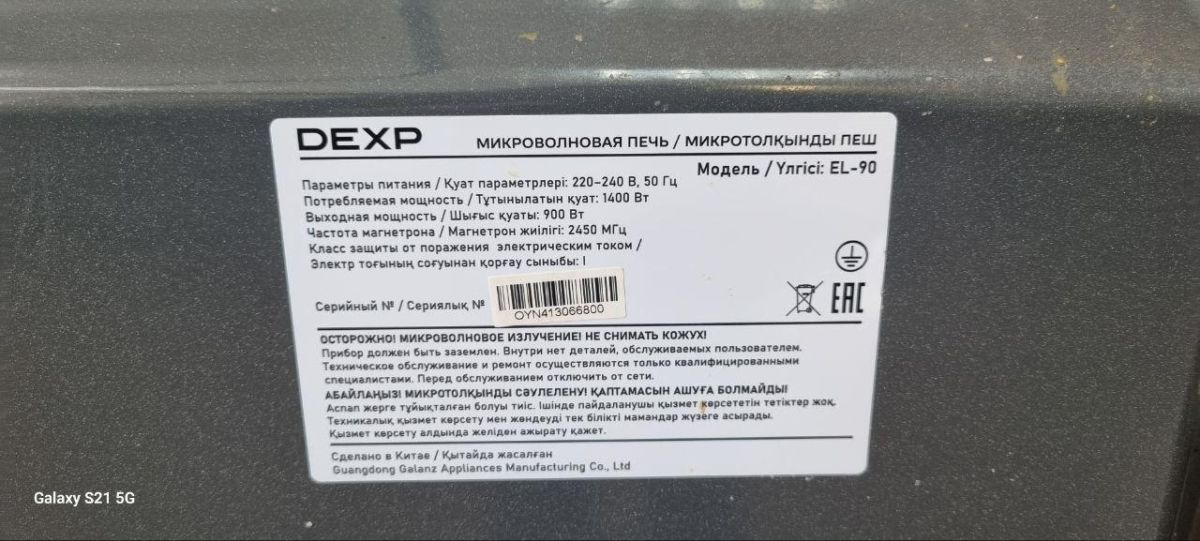 DEXP
МИКРОВОЛНОВАЯ ПЕЧЬ / МИКРОТОЛҚЫНДЫ ПЕШ
Модель / Үлгісі: EL-90
Параметры питания / Қуат параметрлері: 220–240 В, 50 Гц
Потребляемая мощность / Тұтынылатын қуат: 1400 Вт
Выходная мощность / Шығыс қуаты: 900 Вт
Частота магнетрона / Магнетрон жиілігі: 2450 МГц
Класс защиты от поражения электрическим током /
Электр тоғының соғуынан қорғау сыныбы: I
Серийный № / Сериялық №
OYN413066800
EAC
ОСТОРОЖНО! МИКРОВОЛНОВОЕ ИЗЛУЧЕНИЕ! НЕ СНИМАТЬ КОЖУХ!
Прибор должен быть заземлен. Внутри нет деталей, обслуживаемых пользователем.
Техническое обслуживание и ремонт осуществляются только квалифицированными
специалистами. Перед обслуживанием отключить от сети.
АБАЙЛАҢЫЗ! МИКРОТОЛҚЫНДЫ СӘУЛЕЛЕНУ! ҚАПТАМАСЫН АШУҒА БОЛМАЙДЫ!
Аспап жерге тұйықталған болуы тиіс. Ішінде пайдаланушы қызмет көрсететін тетіктер жоқ.
Техникалық қызмет көрсету мен жөндеуді тек білікті мамандар жүзеге асырады.
Қызмет көрсету алдында желіден ажырату қажет.
Сделано в Китае / Қытайда жасалған
Guangdong Galanz Appliances Manufacturing Co., Ltd
Galaxy S21 5G